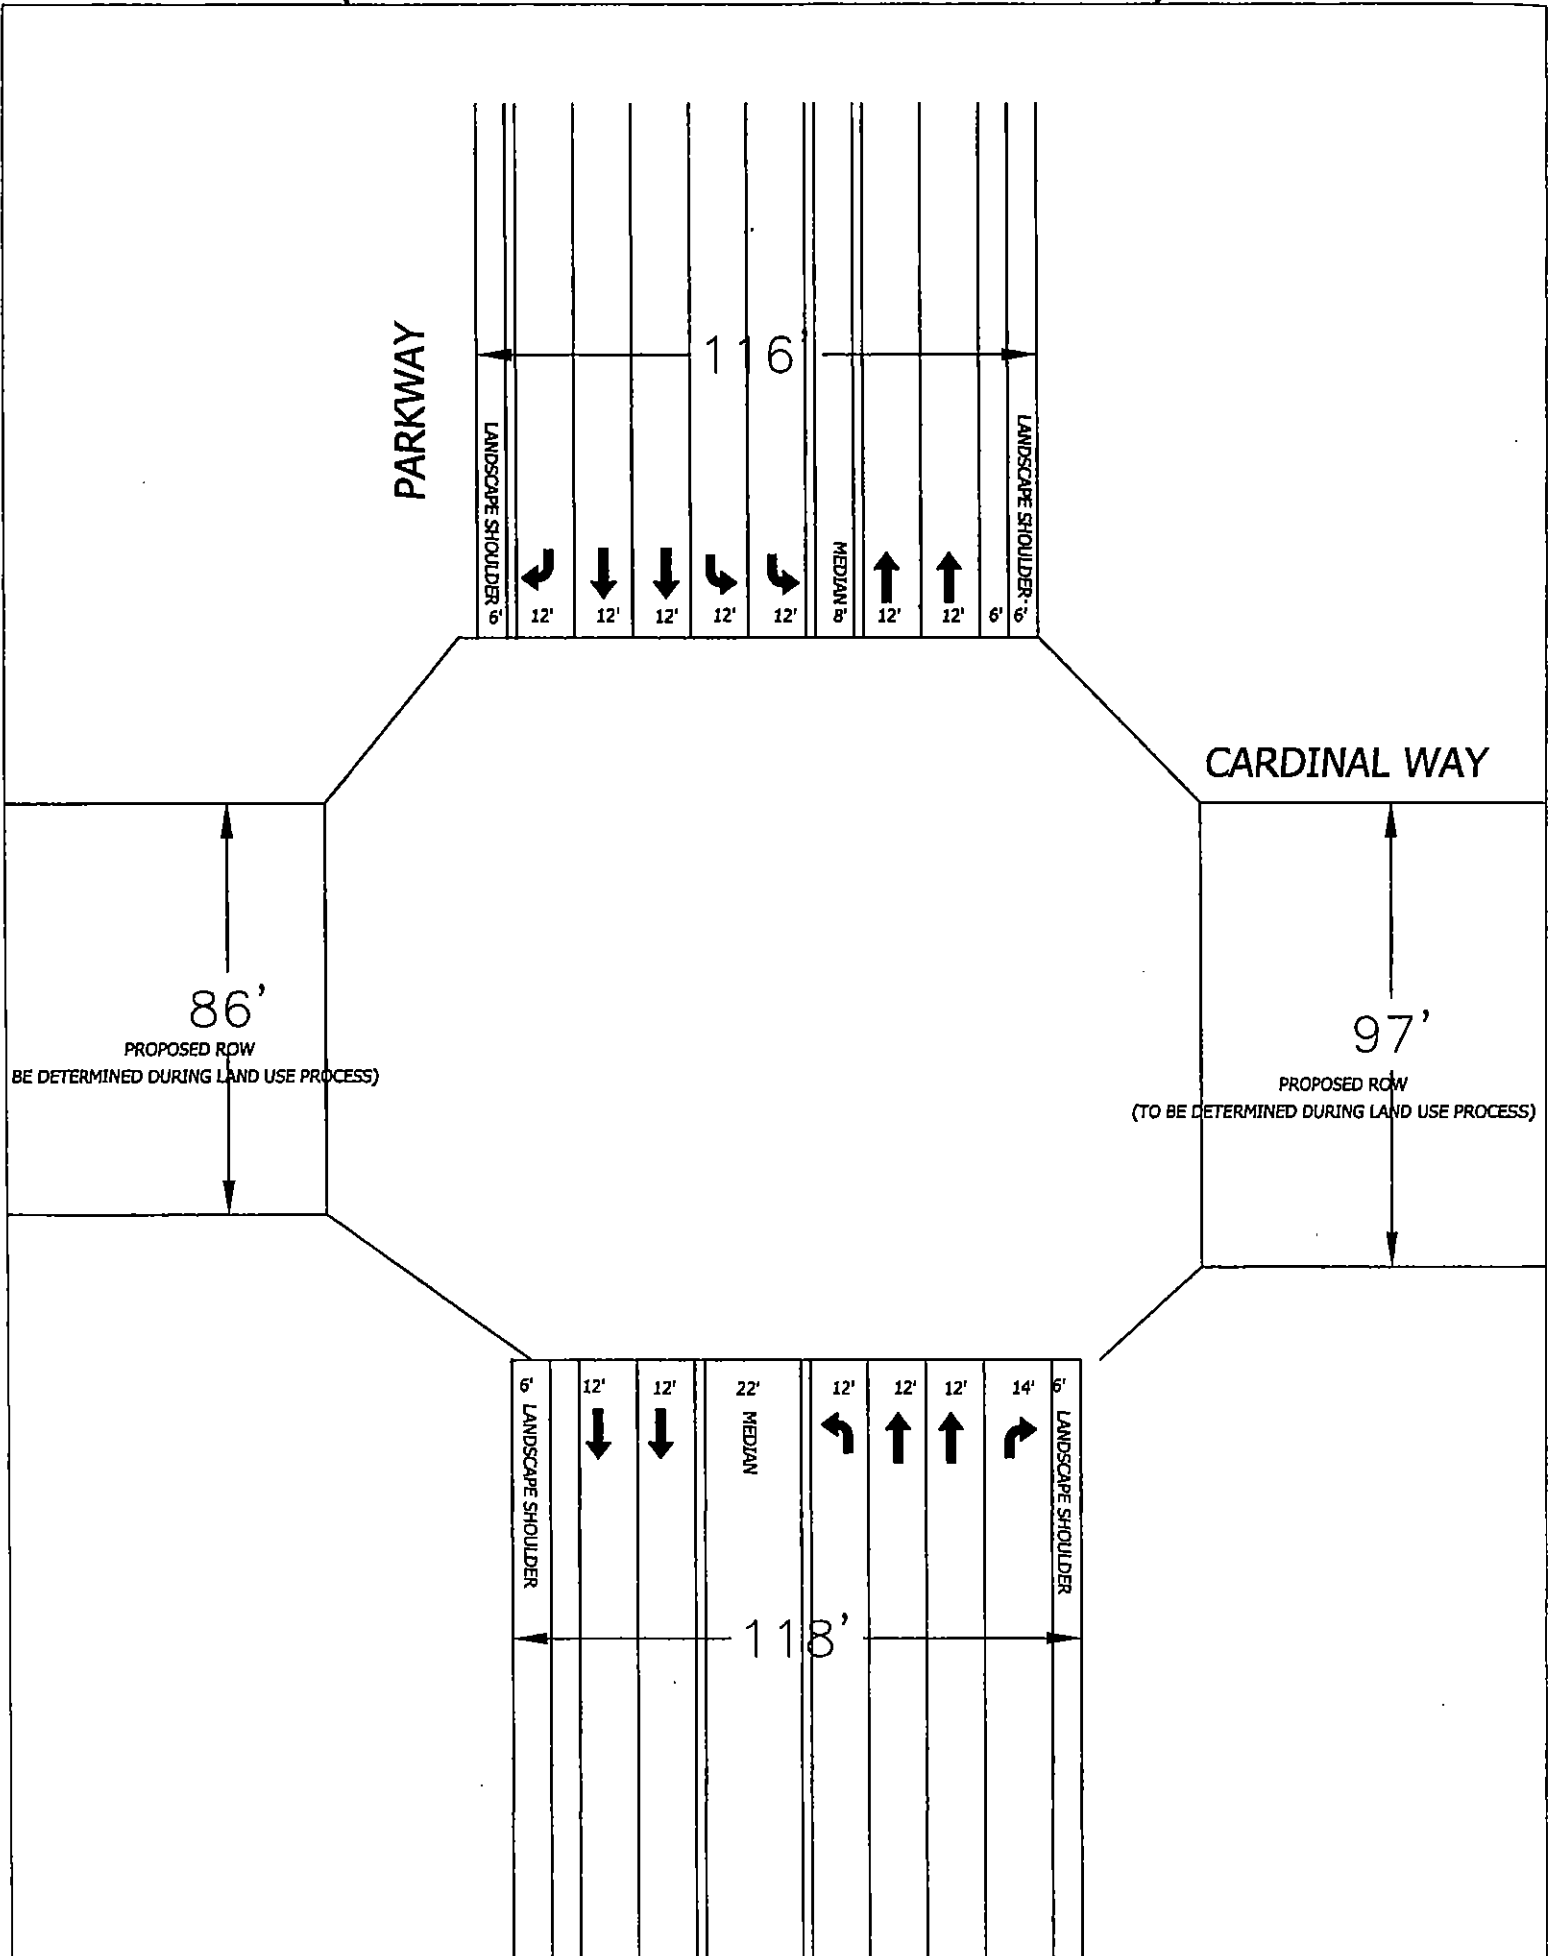 PARKWAY
116'
LANDSCAPE SHOULDER
MEDIAN
LANDSCAPE SHOULDER
6' 12' 12' 12' 12' 12' 8' 12' 12' 6' 6'
CARDINAL WAY
86'
PROPOSED ROW
BE DETERMINED DURING LAND USE PROCESS)
97'
PROPOSED ROW
(TO BE DETERMINED DURING LAND USE PROCESS)
6' 12' 12' 22' 12' 12' 12' 14' 6'
LANDSCAPE SHOULDER
MEDIAN
LANDSCAPE SHOULDER
118'